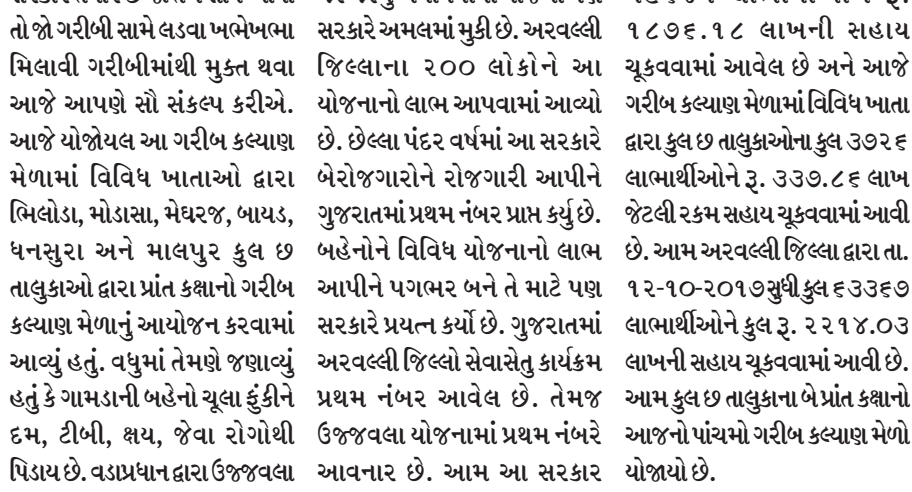 તો જો ગરીબી સામે લડવા ખભેખભા
મિલાવી ગરીબીમાંથી મુક્ત થવા
આજે આપણે સૌ સંકલ્પ કરીએ.
આજે યોજાયેલ આ ગરીબ કલ્યાણ
મેળામાં વિવિધ ખાતાઓ દ્વારા
ભિલોડા, મોડાસા, મેઘરજ, બાયડ,
ધનસુરા અને માલપુર કુલ છ
તાલુકાઓ દ્વારા પ્રાંત કક્ષાનો ગરીબ
કલ્યાણ મેળાનું આયોજન કરવામાં
આવ્યું હતું. વધુમાં તેમણે જણાવ્યું
હતું કે ગામડાની બહેનો ચૂલા ફુંકીને
દમ, ટીબી, ક્ષય, જેવા રોગોથી
પિડાય છે. વડાપ્રધાન દ્વારા ઉજ્જવલા
સરકારે અમલમાં મુકી છે. અરવલ્લી
જિલ્લાના ૨૦૦ લોકોને આ
યોજનાનો લાભ આપવામાં આવ્યો
છે. છેલ્લા પંદર વર્ષમાં આ સરકારે
બેરોજગારોને રોજગારી આપીને
ગુજરાતમાં પ્રથમ નંબર પ્રાપ્ત કર્યુ છે.
બહેનોને વિવિધ યોજનાનો લાભ
આપીને પગભર બને તે માટે પણ
સરકારે પ્રયત્ન કર્યો છે. ગુજરાતમાં
અરવલ્લી જિલ્લો સેવાસેતુ કાર્યક્રમ
પ્રથમ નંબર આવેલ છે. તેમજ
ઉજ્જવલા યોજનામાં પ્રથમ નંબરે
આવનાર છે. આમ આ સરકાર
૧૮૭૬.૧૮ લાખની સહાય
ચૂકવવામાં આવેલ છે અને આજે
ગરીબ કલ્યાણ મેળામાં વિવિધ ખાતા
દ્વારા કુલ છ તાલુકાઓના કુલ ૩૭૨૬
લાભાર્થીઓને રૂ. ૩૩૭.૮૬ લાખ
જેટલી રકમ સહાય ચૂકવવામાં આવી
છે. આમ અરવલ્લી જિલ્લા દ્વારા તા.
૧૨-૧૦-૨૦૧૭સુધી કુલ ૬૩૩૬૭
લાભાર્થીઓને કુલ રૂ. ૨૨૧૪.૦૩
લાખની સહાય ચૂકવવામાં આવી છે.
આમ કુલ છ તાલુકાના બે પ્રાંત કક્ષાનો
આજનો પાંચમો ગરીબ કલ્યાણ મેળો
યોજાયો છે.